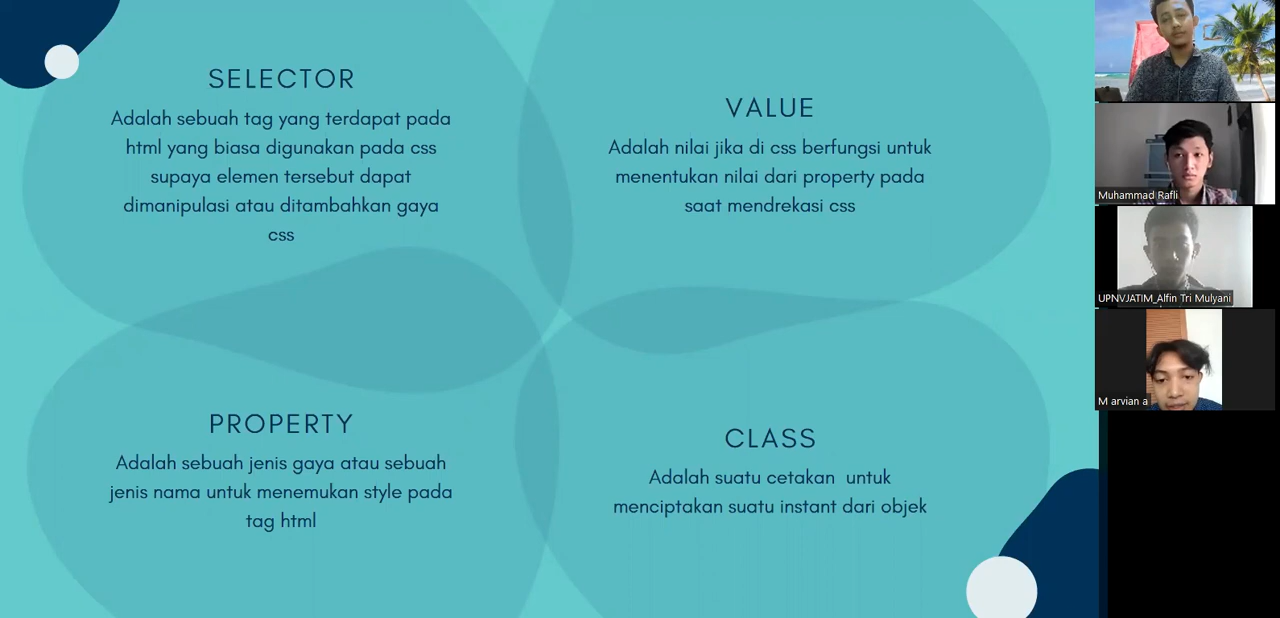 SELECTOR
Adalah sebuah tag yang terdapat pada
html yang biasa digunakan pada css
supaya elemen tersebut dapat
dimanipulasi atau ditambahkan gaya
css
VALUE
Adalah nilai jika di css berfungsi untuk
menentukan nilai dari property pada
saat mendrekasi css
PROPERTY
Adalah sebuah jenis gaya atau sebuah
jenis nama untuk menemukan style pada
tag html
CLASS
Adalah suatu cetakan untuk
menciptakan suatu instant dari objek
Muhammad Rafli
UPNVJATIM_Alfin Tri Mulyani
M arvian a